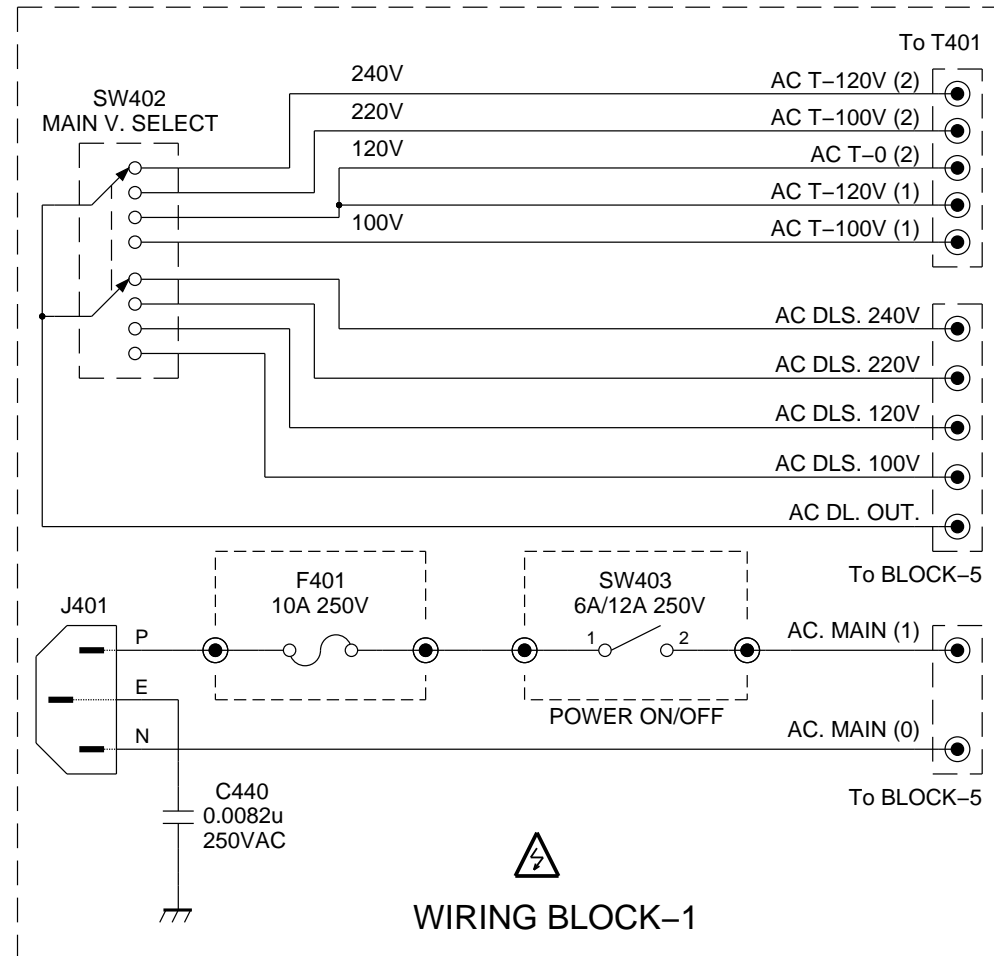 To T401
240V
AC T–120V (2)
SW402
MAIN V. SELECT
220V
AC T–100V (2)
120V
AC T–0 (2)
AC T–120V (1)
100V
AC T–100V (1)
AC DLS. 240V
AC DLS. 220V
AC DLS. 120V
AC DLS. 100V
AC DL. OUT.
To BLOCK–5
F401
10A 250V
SW403
6A/12A 250V
J401
P
1
2
AC. MAIN (1)
E
POWER ON/OFF
N
AC. MAIN (0)
To BLOCK–5
C440
0.0082u
250VAC
WIRING BLOCK–1